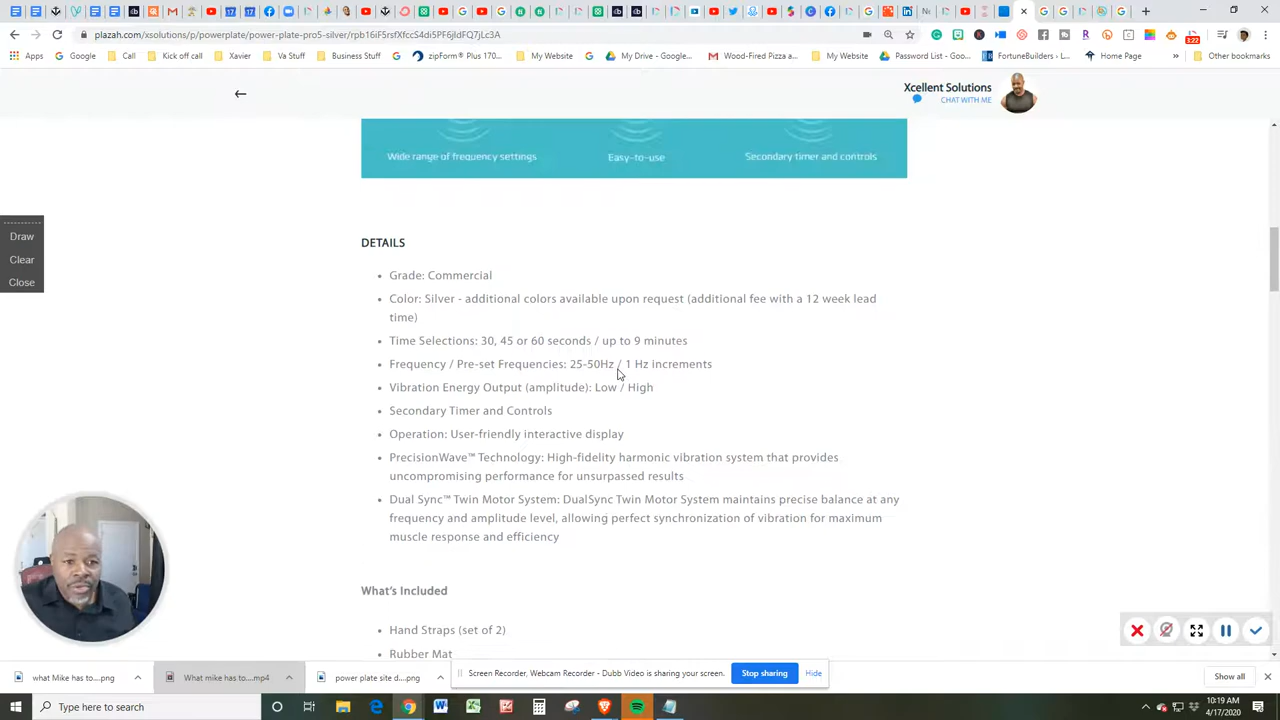 3:22
plazah.com/xsolutions/p/powerplate/power-plate-pro5-silver/rpb16iF5rsfXfccS4di5PF6jIdFQ7jLc3A
Apps Google Call Kick off call Xavier Va Stuff Business Stuff zipForm® Plus 170... My Website My Drive - Google... Wood-Fired Pizza a... My Website Password List - Goo... FortuneBuilders › L... Home Page » Other bookmarks
Xcellent Solutions
CHAT WITH ME
Wide range of frequency settings Easy-to-use Secondary timer and controls
Draw
Clear
Close
DETAILS
• Grade: Commercial
• Color: Silver - additional colors available upon request (additional fee with a 12 week lead
time)
• Time Selections: 30, 45 or 60 seconds / up to 9 minutes
• Frequency / Pre-set Frequencies: 25-50Hz / 1 Hz increments
• Vibration Energy Output (amplitude): Low / High
• Secondary Timer and Controls
• Operation: User-friendly interactive display
• PrecisionWave™ Technology: High-fidelity harmonic vibration system that provides
uncompromising performance for unsurpassed results
• Dual Sync™ Twin Motor System: DualSync Twin Motor System maintains precise balance at any
frequency and amplitude level, allowing perfect synchronization of vibration for maximum
muscle response and efficiency
What's Included
• Hand Straps (set of 2)
• Rubber Mat
what Mike has to....png What mike has to....mp4 power plate site d....png Screen Recorder, Webcam Recorder - Dubb Video is sharing your screen. Stop sharing Hide Show all
Type here to search
10:19 AM
4/17/2020